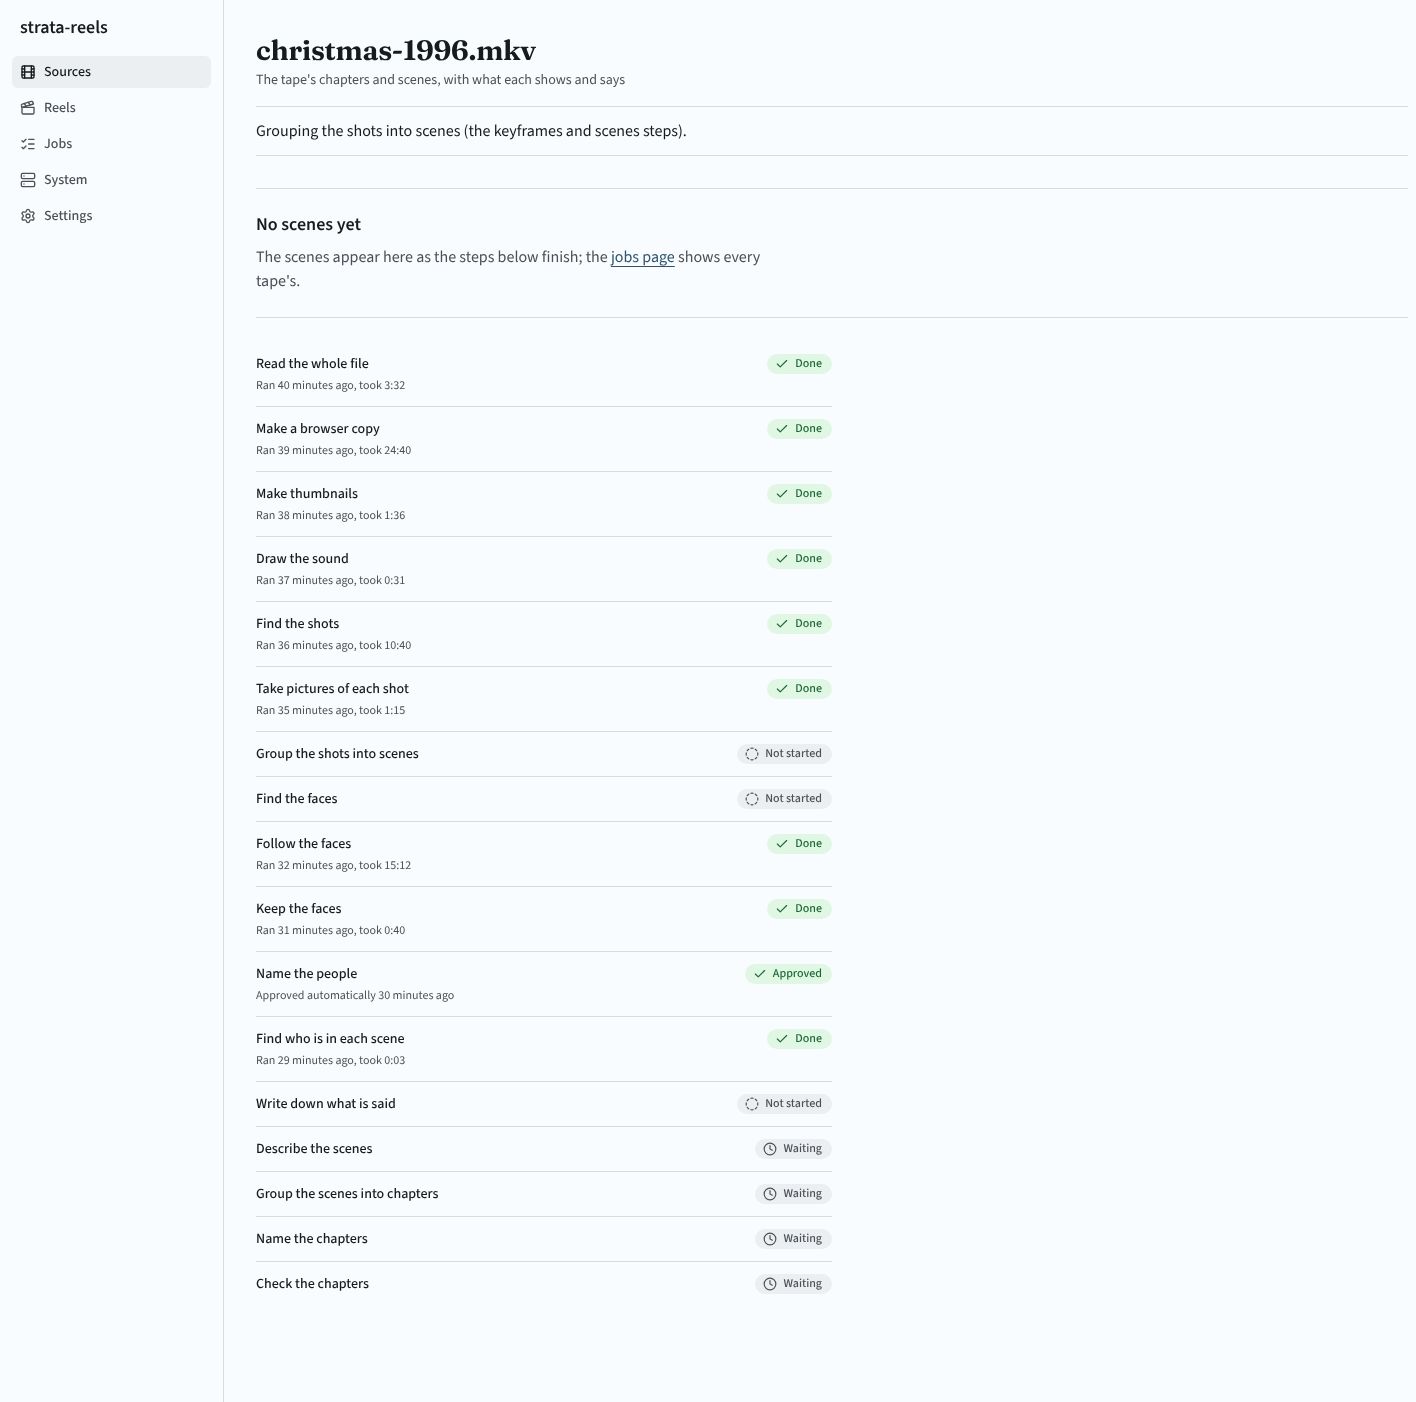 strata-reels
Sources
Reels
Jobs
System
Settings
christmas-1996.mkv
The tape's chapters and scenes, with what each shows and says
Grouping the shots into scenes (the keyframes and scenes steps).
No scenes yet
The scenes appear here as the steps below finish; the jobs page shows every
tape's.
Read the whole file
Done
Ran 40 minutes ago, took 3:32
Make a browser copy
Done
Ran 39 minutes ago, took 24:40
Make thumbnails
Done
Ran 38 minutes ago, took 1:36
Draw the sound
Done
Ran 37 minutes ago, took 0:31
Find the shots
Done
Ran 36 minutes ago, took 10:40
Take pictures of each shot
Done
Ran 35 minutes ago, took 1:15
Group the shots into scenes
Not started
Find the faces
Not started
Follow the faces
Done
Ran 32 minutes ago, took 15:12
Keep the faces
Done
Ran 31 minutes ago, took 0:40
Name the people
Approved
Approved automatically 30 minutes ago
Find who is in each scene
Done
Ran 29 minutes ago, took 0:03
Write down what is said
Not started
Describe the scenes
Waiting
Group the scenes into chapters
Waiting
Name the chapters
Waiting
Check the chapters
Waiting